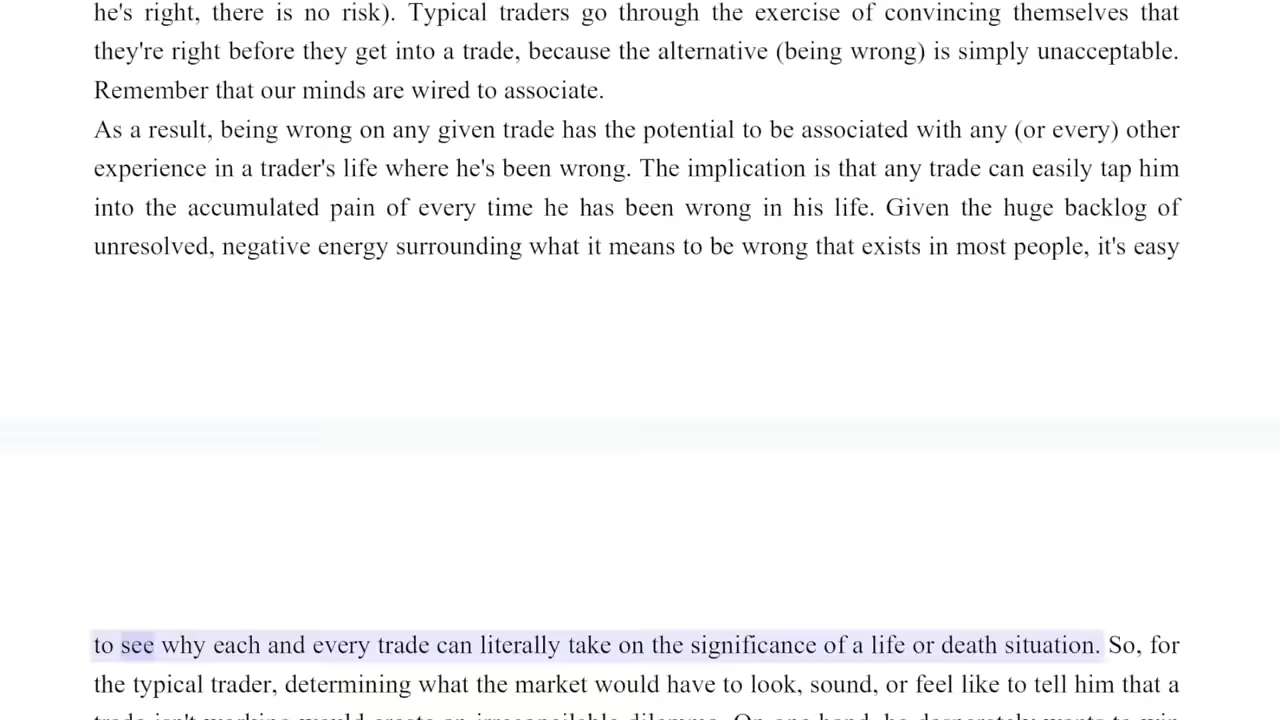 he's right, there is no risk). Typical traders go through the exercise of convincing themselves that
they're right before they get into a trade, because the alternative (being wrong) is simply unacceptable.
Remember that our minds are wired to associate.
As a result, being wrong on any given trade has the potential to be associated with any (or every) other
experience in a trader's life where he's been wrong. The implication is that any trade can easily tap him
into the accumulated pain of every time he has been wrong in his life. Given the huge backlog of
unresolved, negative energy surrounding what it means to be wrong that exists in most people, it's easy
to see why each and every trade can literally take on the significance of a life or death situation. So, for
the typical trader, determining what the market would have to look, sound, or feel like to tell him that a